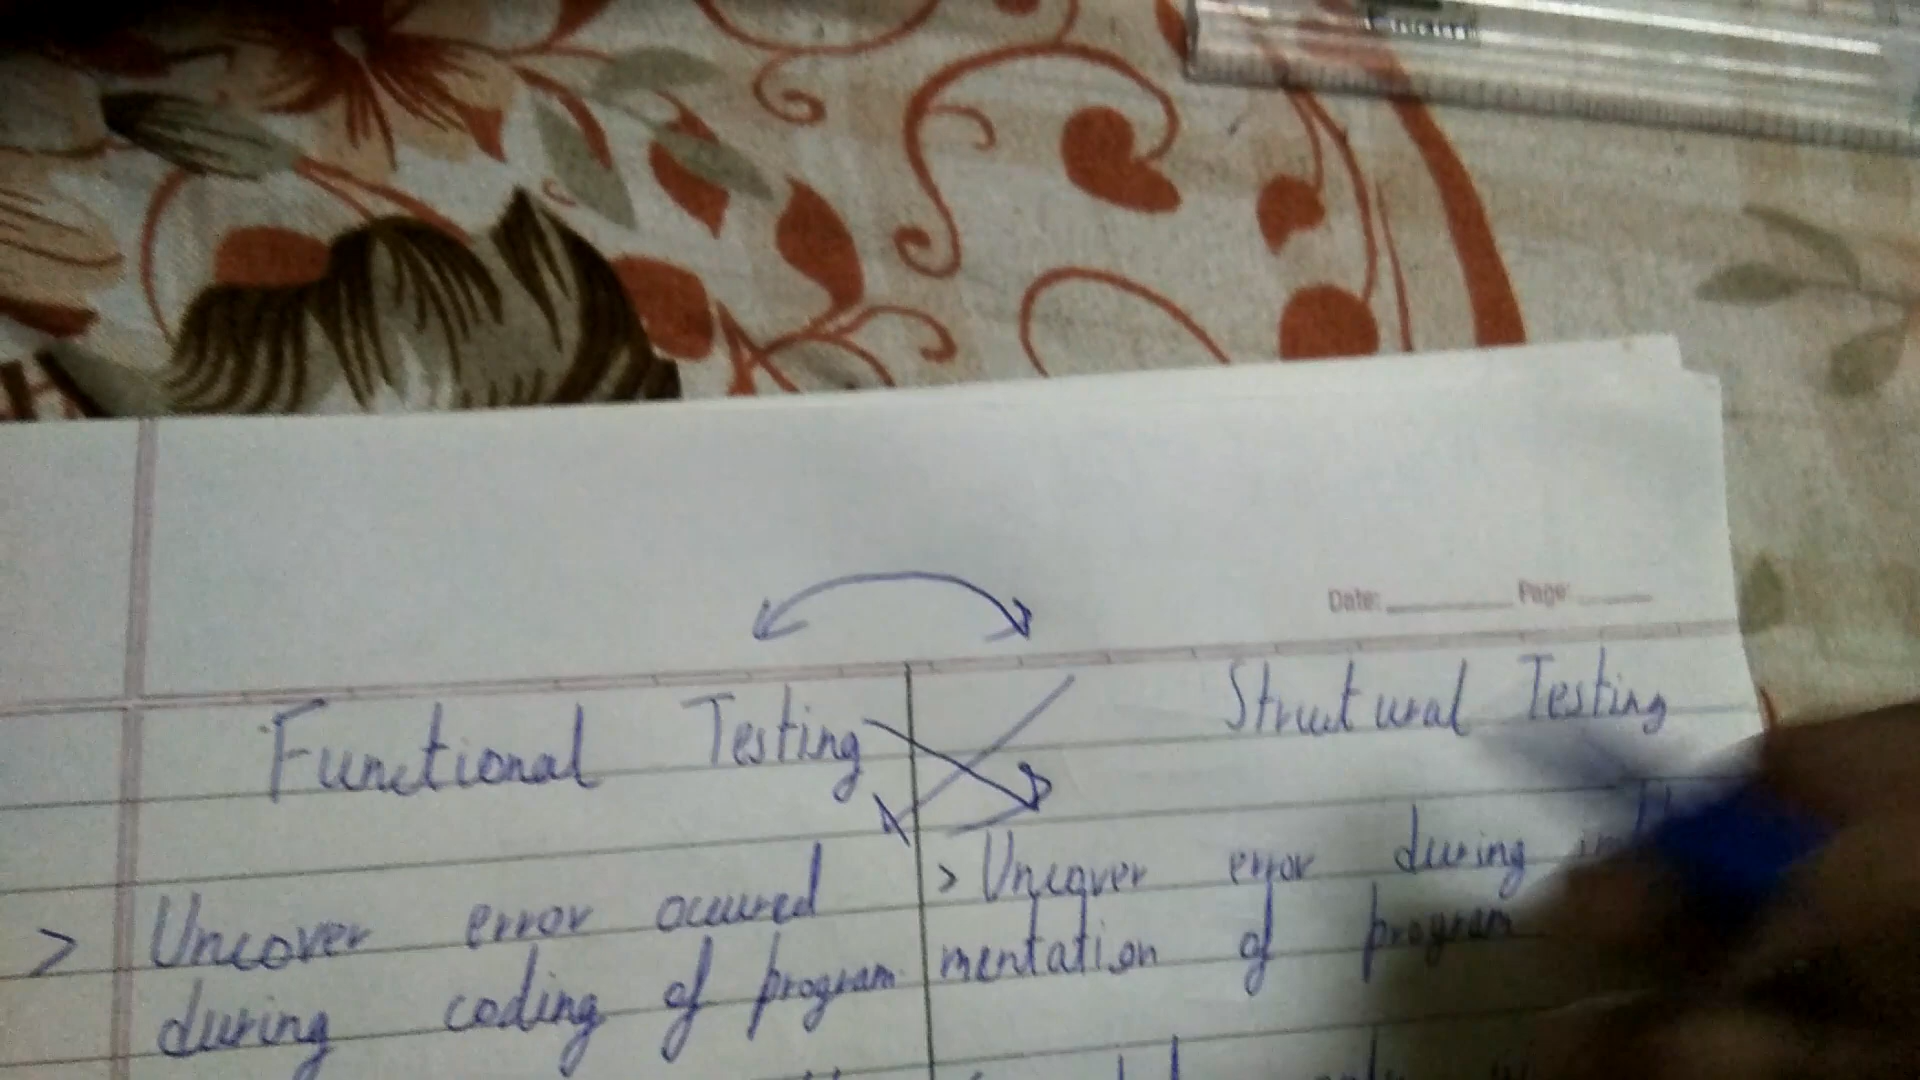 Date: Page:
Functional Testing
Structural Testing
> Uncover error occured
during coding of program
> Uncover error during
mentation of program